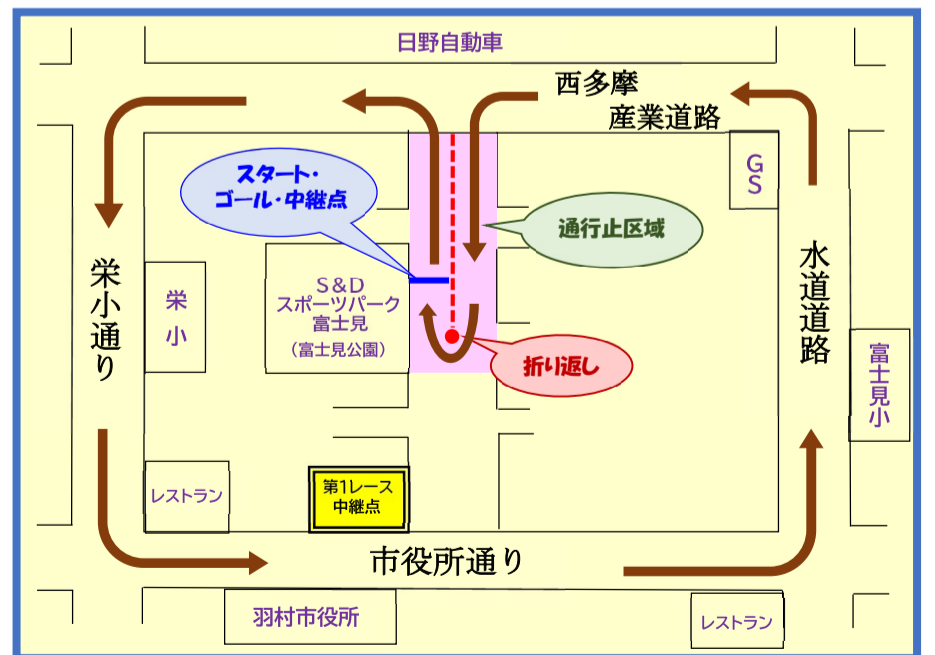 日野自動車
西多摩
産業道路
GS
スタート・
ゴール・中継点
通行止区域
栄小通り
栄小
S&D
スポーツパーク
富士見
（富士見公園）
水道道路
折り返し
富士見小
レストラン
第1レース
中継点
市役所通り
羽村市役所
レストラン